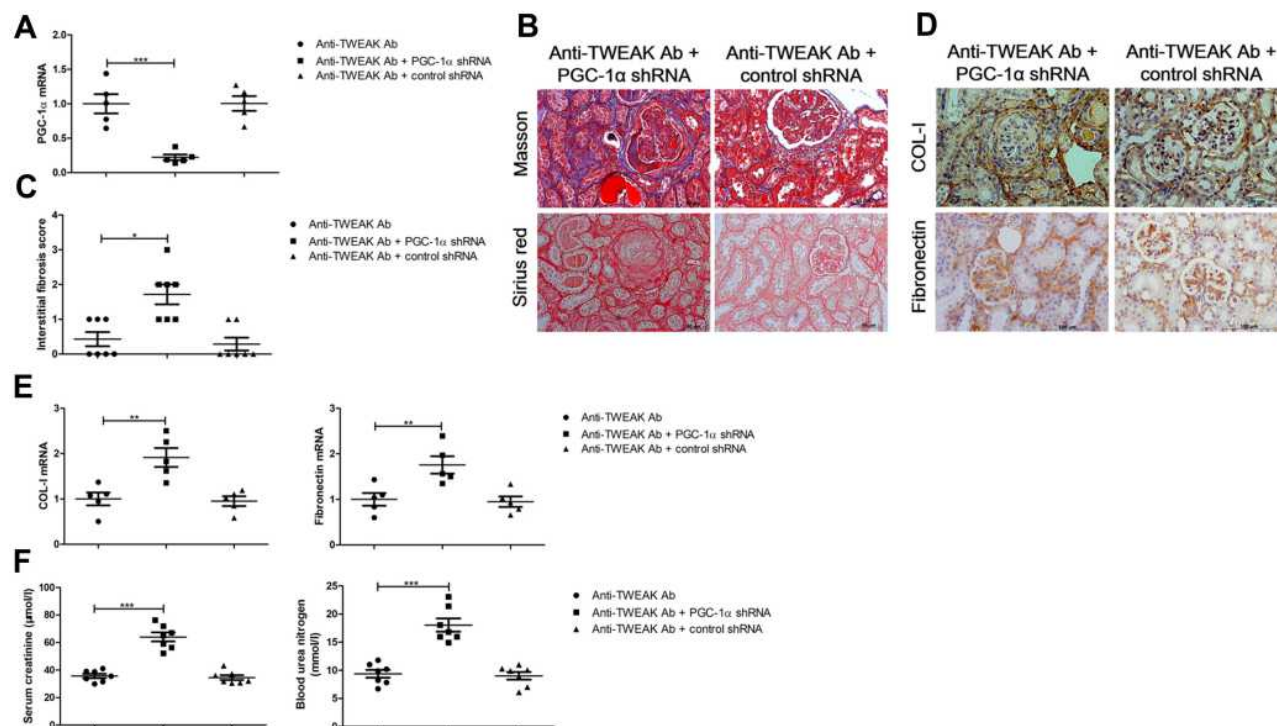 A
PGC-1α mRNA
2.0
1.5
1.0
0.5
0.0
***
Anti-TWEAK Ab
Anti-TWEAK Ab + PGC-1α shRNA
Anti-TWEAK Ab + control shRNA
B
Anti-TWEAK Ab +
PGC-1α shRNA
Anti-TWEAK Ab +
control shRNA
Masson
Sirius red
C
Interstitial fibrosis score
4
3
2
1
0
*
Anti-TWEAK Ab
Anti-TWEAK Ab + PGC-1α shRNA
Anti-TWEAK Ab + control shRNA
D
Anti-TWEAK Ab +
PGC-1α shRNA
Anti-TWEAK Ab +
control shRNA
COL-I
Fibronectin
E
COL-I mRNA
3
2
1
0
**
Fibronectin mRNA
3
2
1
0
**
Anti-TWEAK Ab
Anti-TWEAK Ab + PGC-1α shRNA
Anti-TWEAK Ab + control shRNA
F
Serum creatinine (µmol/l)
100
80
60
40
20
0
***
Blood urea nitrogen
(mmol/l)
25
20
15
10
5
0
***
Anti-TWEAK Ab
Anti-TWEAK Ab + PGC-1α shRNA
Anti-TWEAK Ab + control shRNA